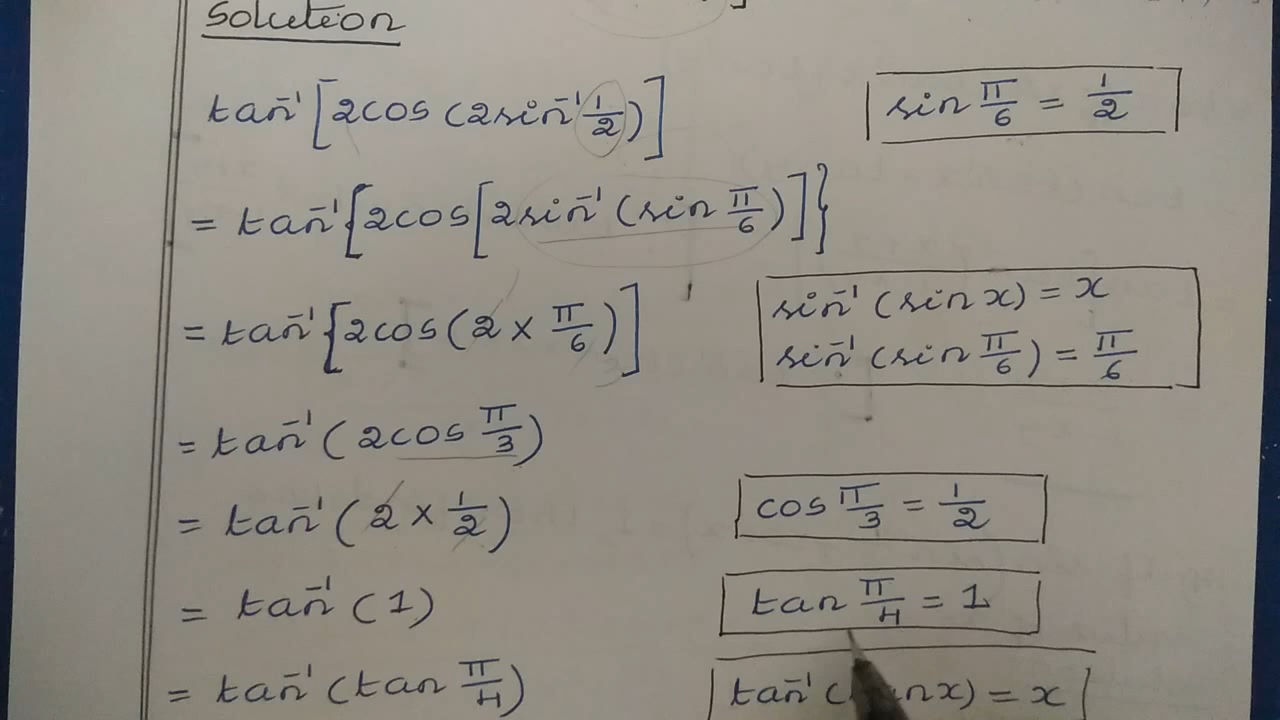 Solution
tan⁻¹[2cos(2sin⁻¹ 1/2)]
sin π/6 = 1/2
= tan⁻¹{2cos[2sin⁻¹(sin π/6)]}
= tan⁻¹{2cos(2 × π/6)]
sin⁻¹(sin x) = x
sin⁻¹(sin π/6) = π/6
= tan⁻¹(2cos π/3)
= tan⁻¹(2 × 1/2)
cos π/3 = 1/2
= tan⁻¹(1)
tan π/4 = 1
= tan⁻¹(tan π/4)
tan⁻¹( x) = x